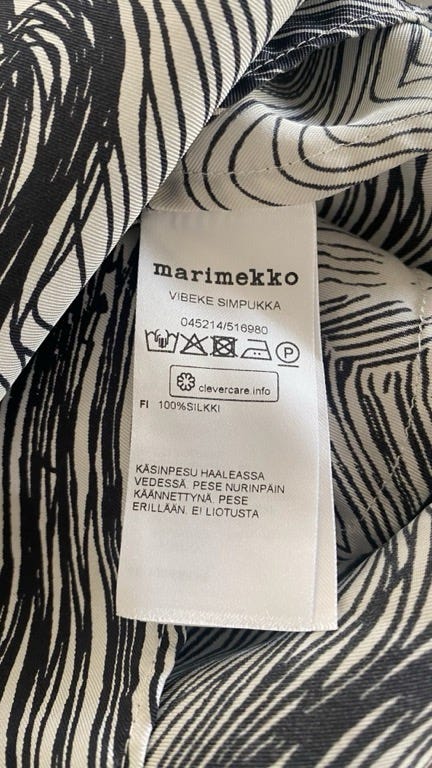 marimekko
VIBEKE SIMPUKKA
045214/516980
P
clevercare.info
FI 100%SILKKI
KÄSINPESU HAALEASSA
VEDESSÄ. PESE NURINPÄIN
KÄÄNNETTYNÄ. PESE
ERILLÄÄN. EI LIOTUSTA